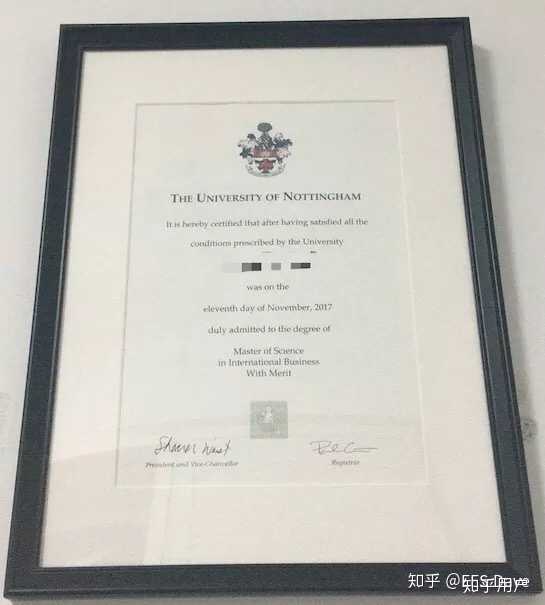 THE UNIVERSITY OF NOTTINGHAM
It is hereby certified that after having satisfied all the
conditions prescribed by the University
was on the
eleventh day of November, 2017
duly admitted to the degree of
Master of Science
in International Business
With Merit
President and Vice-Chancellor
Registrar
知乎 @
知乎用户